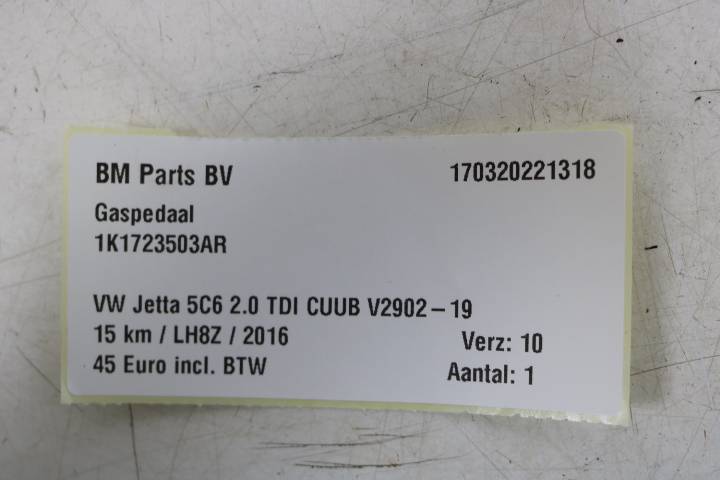 BM Parts BV 170320221318
Gaspedaal
1K1723503AR
VW Jetta 5C6 2.0 TDI CUUB V2902-19
15 km / LH8Z / 2016 Verz: 10
45 Euro incl. BTW Aantal: 1